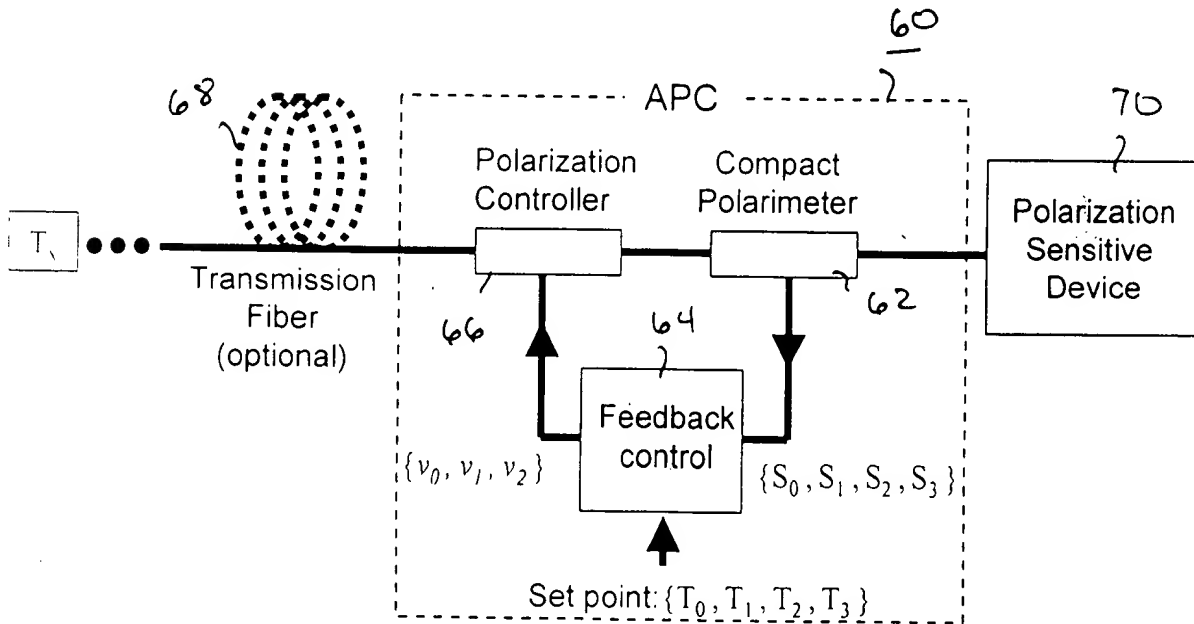 60
68
APC
70
Polarization
Controller
Compact
Polarimeter
T
Polarization
Sensitive
Device
Transmission
Fiber
(optional)
66
64
62
Feedback
control
{v₀, v₁, v₂}
{S₀, S₁, S₂, S₃}
Set point: {T₀, T₁, T₂, T₃}